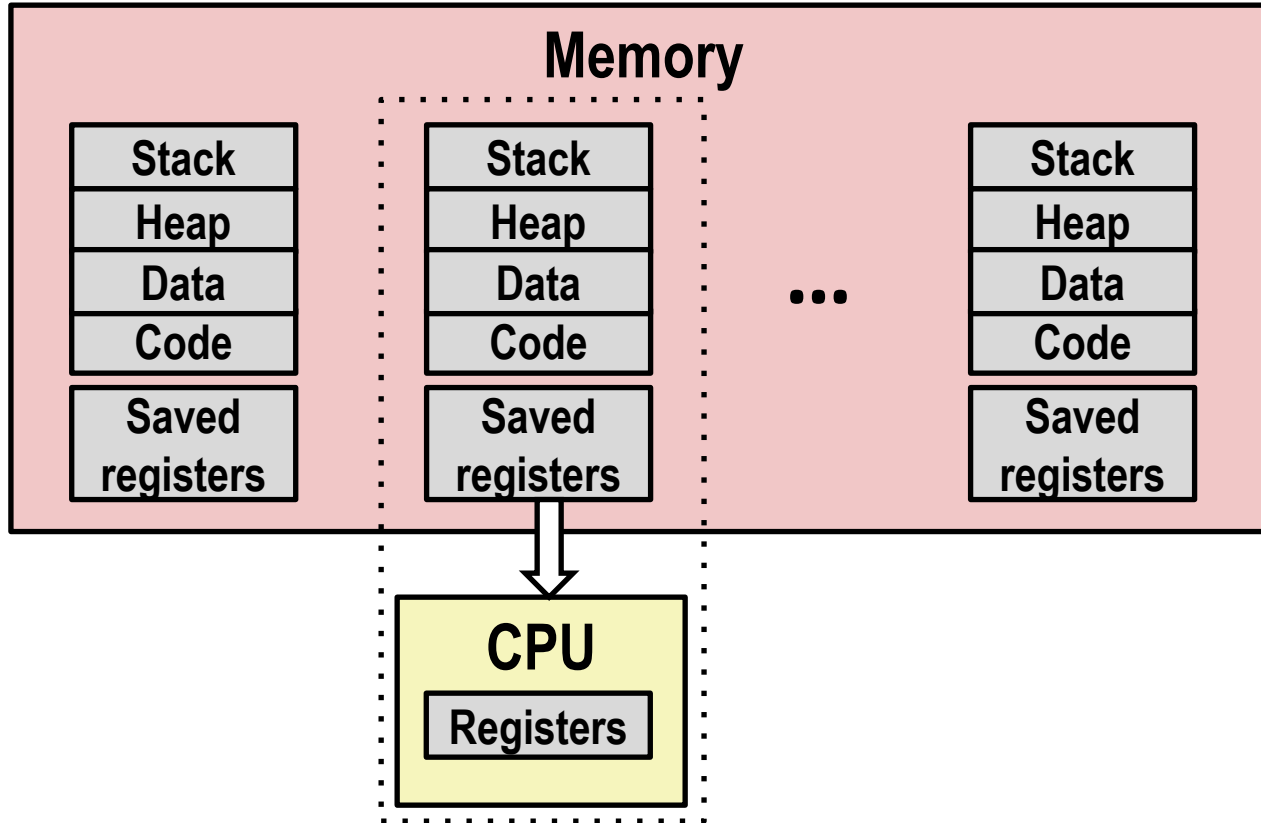 Memory
Stack
Heap
Data
Code
Saved
registers
Stack
Heap
Data
Code
Saved
registers
...
Stack
Heap
Data
Code
Saved
registers
CPU
Registers